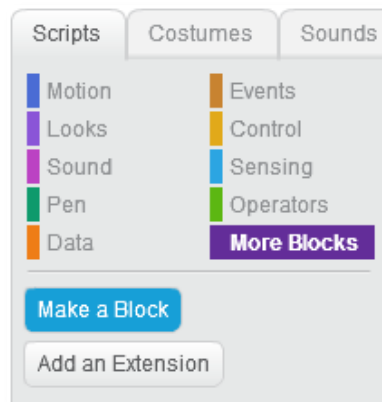 Scripts Costumes Sounds
Motion Events
Looks Control
Sound Sensing
Pen Operators
Data More Blocks
Make a Block
Add an Extension